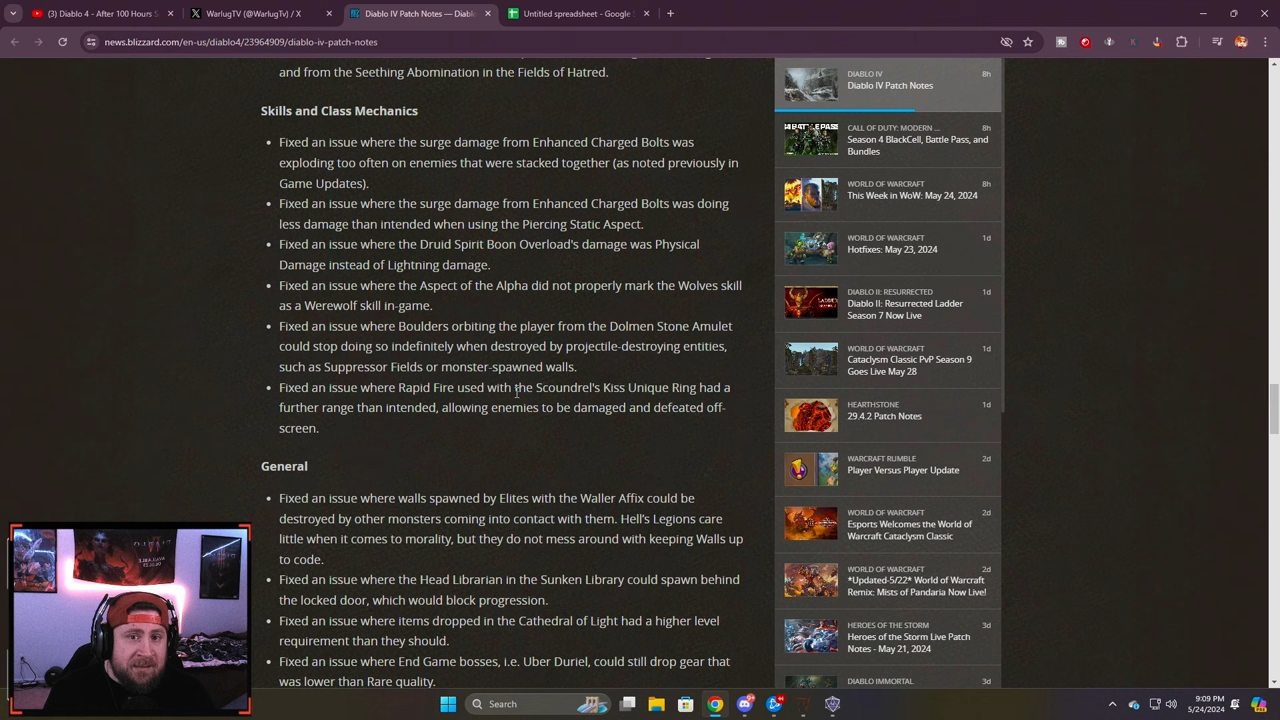 (3) Diablo 4 - After 100 Hours S
WarlugTV (@WarlugTv) / X
Diablo IV Patch Notes — Diablo
Untitled spreadsheet - Google S
news.blizzard.com/en-us/diablo4/23964909/diablo-iv-patch-notes
and from the Seething Abomination in the Fields of Hatred.
Skills and Class Mechanics
Fixed an issue where the surge damage from Enhanced Charged Bolts was
exploding too often on enemies that were stacked together (as noted previously in
Game Updates).
Fixed an issue where the surge damage from Enhanced Charged Bolts was doing
less damage than intended when using the Piercing Static Aspect.
Fixed an issue where the Druid Spirit Boon Overload's damage was Physical
Damage instead of Lightning damage.
Fixed an issue where the Aspect of the Alpha did not properly mark the Wolves skill
as a Werewolf skill in-game.
Fixed an issue where Boulders orbiting the player from the Dolmen Stone Amulet
could stop doing so indefinitely when destroyed by projectile-destroying entities,
such as Suppressor Fields or monster-spawned walls.
Fixed an issue where Rapid Fire used with the Scoundrel's Kiss Unique Ring had a
further range than intended, allowing enemies to be damaged and defeated off-
screen.
General
Fixed an issue where walls spawned by Elites with the Waller Affix could be
destroyed by other monsters coming into contact with them. Hell's Legions care
little when it comes to morality, but they do not mess around with keeping Walls up
to code.
Fixed an issue where the Head Librarian in the Sunken Library could spawn behind
the locked door, which would block progression.
Fixed an issue where items dropped in the Cathedral of Light had a higher level
requirement than they should.
Fixed an issue where End Game bosses, i.e. Uber Duriel, could still drop gear that
was lower than Rare quality.
DIABLO IV 8h
Diablo IV Patch Notes
CALL OF DUTY: MODERN ... 8h
Season 4 BlackCell, Battle Pass, and
Bundles
WORLD OF WARCRAFT 8h
This Week in WoW: May 24, 2024
WORLD OF WARCRAFT 1d
Hotfixes: May 23, 2024
DIABLO II: RESURRECTED 1d
Diablo II: Resurrected Ladder
Season 7 Now Live
WORLD OF WARCRAFT 1d
Cataclysm Classic PvP Season 9
Goes Live May 28
HEARTHSTONE 1d
29.4.2 Patch Notes
WARCRAFT RUMBLE 2d
Player Versus Player Update
WORLD OF WARCRAFT 2d
Esports Welcomes the World of
Warcraft Cataclysm Classic
WORLD OF WARCRAFT 2d
*Updated-5/22* World of Warcraft
Remix: Mists of Pandaria Now Live!
HEROES OF THE STORM 3d
Heroes of the Storm Live Patch
Notes - May 21, 2024
DIABLO IMMORTAL 3d
Search
9:09 PM
5/24/2024